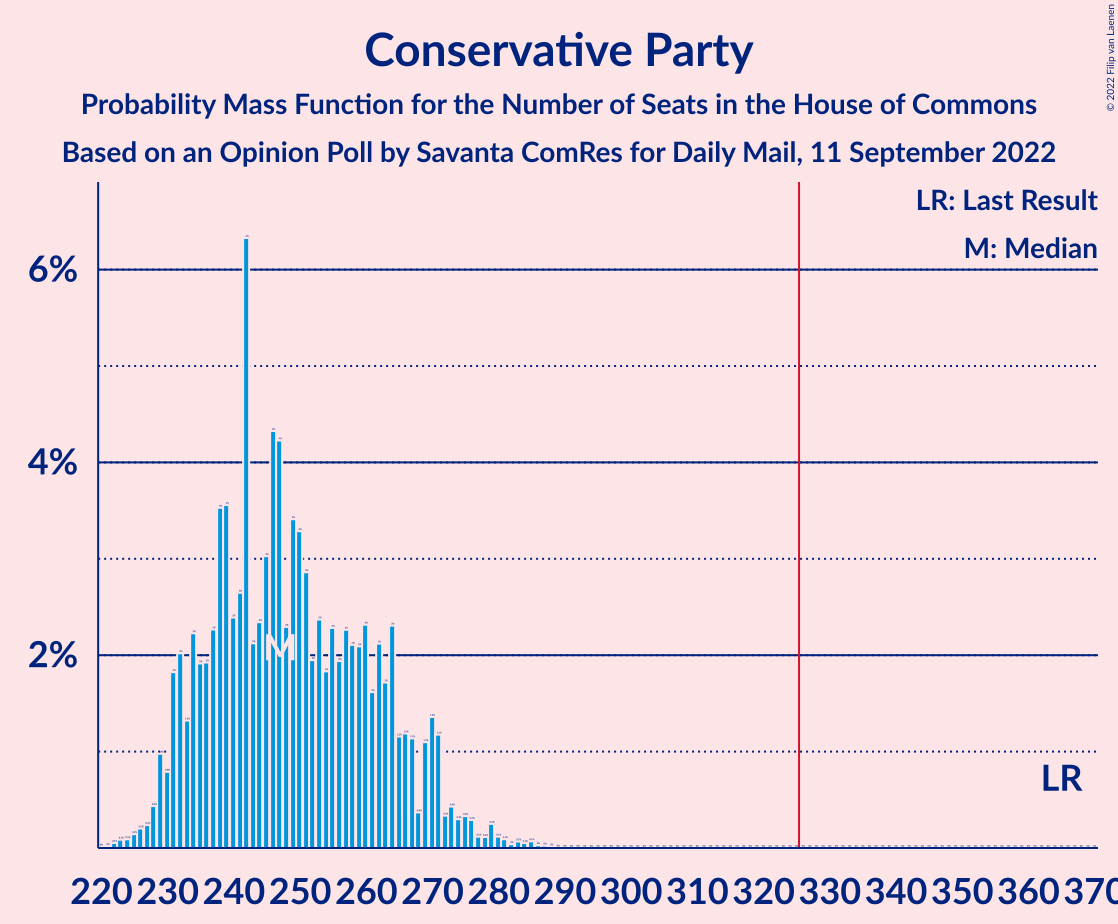 Conservative Party
Probability Mass Function for the Number of Seats in the House of Commons
Based on an Opinion Poll by Savanta ComRes for Daily Mail, 11 September 2022
© 2022 Filip van Laenen
LR: Last Result
M: Median
6%
4%
2%
M
LR
220 230 240 250 260 270 280 290 300 310 320 330 340 350 360 370